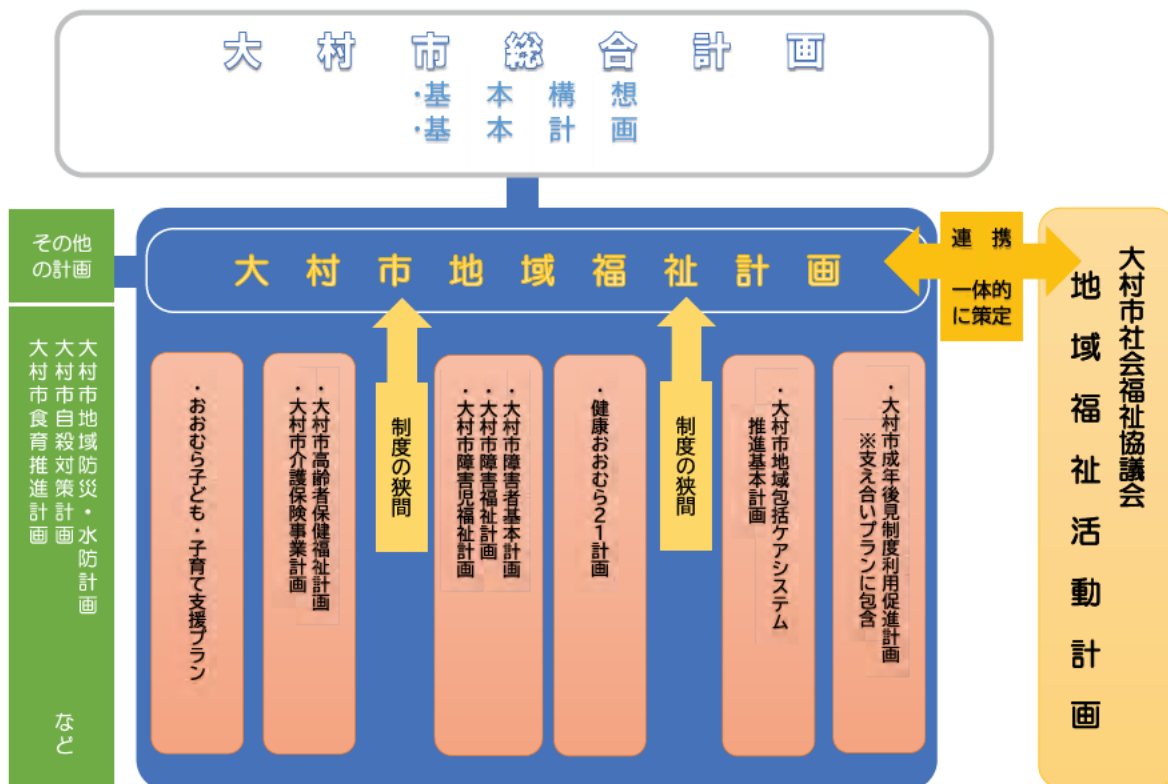 大村市総合計画
・基本構想
・基本計画
その他
の計画
大村市地域防災・水防計画
大村市自殺対策計画
大村市食育推進計画
など
大村市地域福祉計画
連携
一体的
に策定
・おおむら子ども・子育て支援プラン
・大村市高齢者保健福祉計画
・大村市介護保険事業計画
制度の狭間
・大村市障害者基本計画
・大村市障害福祉計画
・大村市障害児福祉計画
・健康おおむら21計画
制度の狭間
・大村市地域包括ケアシステム
推進基本計画
・大村市成年後見制度利用促進計画
※支え合いプランに包含
大村市社会福祉協議会
地域福祉活動計画